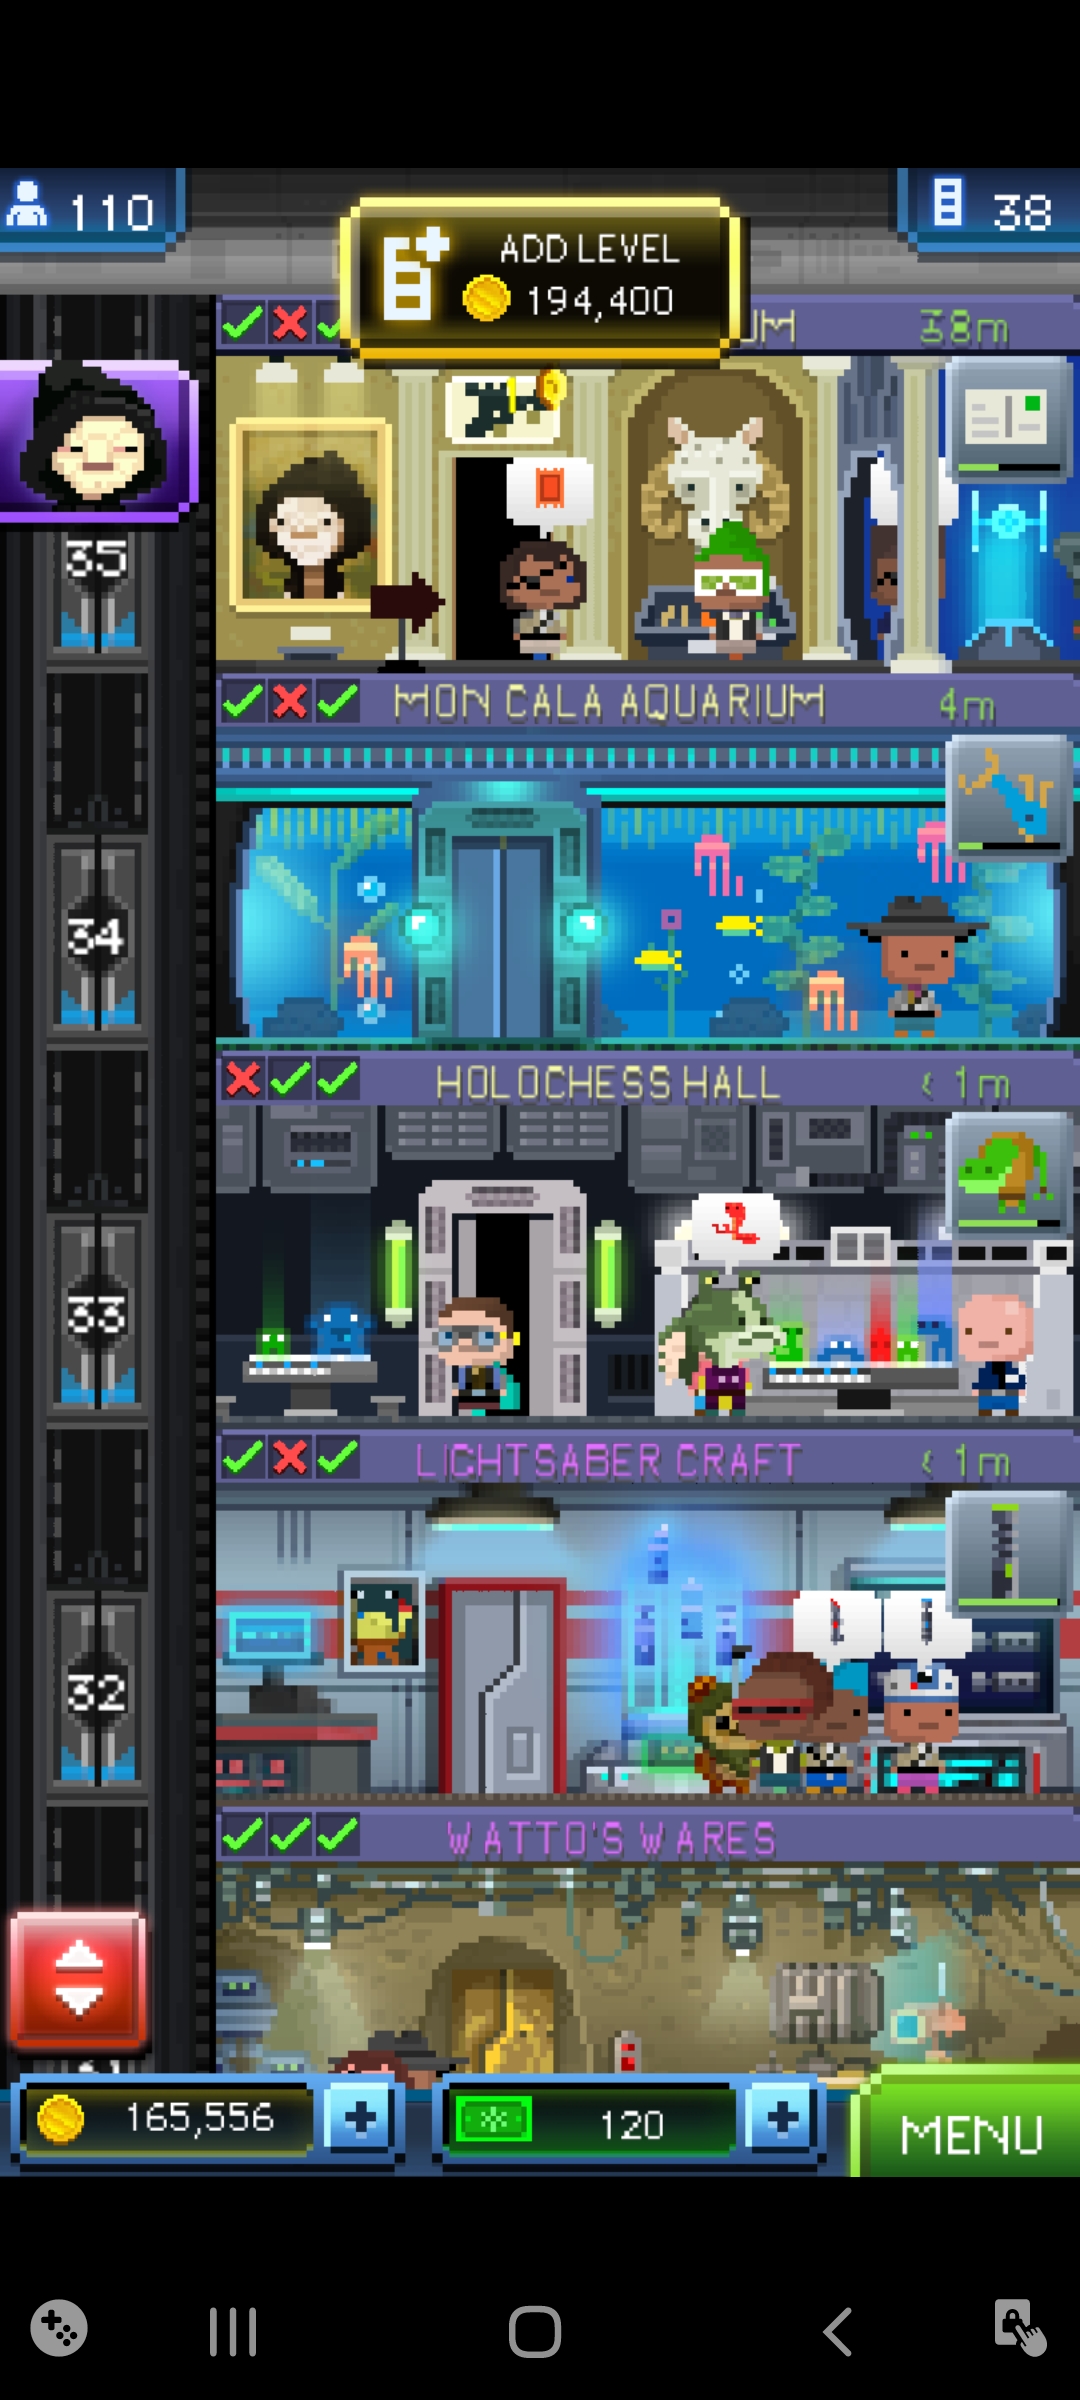 110
38
ADD LEVEL
194,400
UM
38m
35
MON CALA AQUARIUM
4m
34
HOLOCHESS HALL
< 1m
33
LIGHTSABER CRAFT
< 1m
32
WATTO'S WARES
165,556
120
MENU